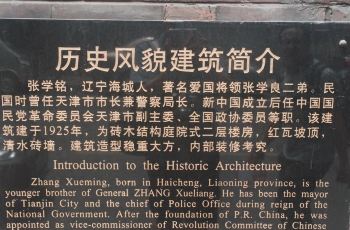 历史风貌建筑简介
张学铭，辽宁海城人，著名爱国将领张学良二弟。民
国时曾任天津市市长兼警察局长。新中国成立后任中国国
民党革命委员会天津市副主委、全国政协委员等职。该建
筑建于1925年，为砖木结构庭院式二层楼房，红瓦坡顶，
清水砖墙。建筑造型稳重大方，内部装修考究。
Introduction to the Historic Architecture
Zhang Xueming, born in Haicheng, Liaoning province, is the
younger brother of General ZHANG Xueliang. He has been the mayor
of Tianjin City and the chief of Police Office during reign of the
National Government. After the foundation of P.R. China, he was
appointed as vice-commissioner of Revolution Committee of Chinese